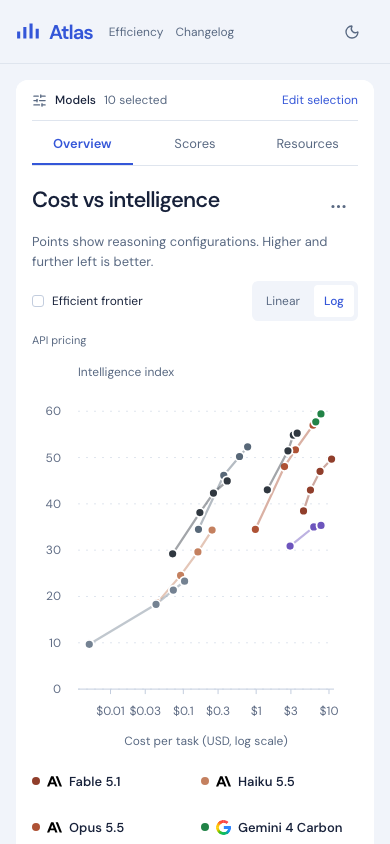 Atlas Efficiency Changelog
Models 10 selected Edit selection
Overview Scores Resources
Cost vs intelligence
Points show reasoning configurations. Higher and
further left is better.
Efficient frontier Linear Log
API pricing
Intelligence index
60
50
40
30
20
10
0
$0.01 $0.03 $0.1 $0.3 $1 $3 $10
Cost per task (USD, log scale)
Fable 5.1 Haiku 5.5
Opus 5.5 Gemini 4 Carbon